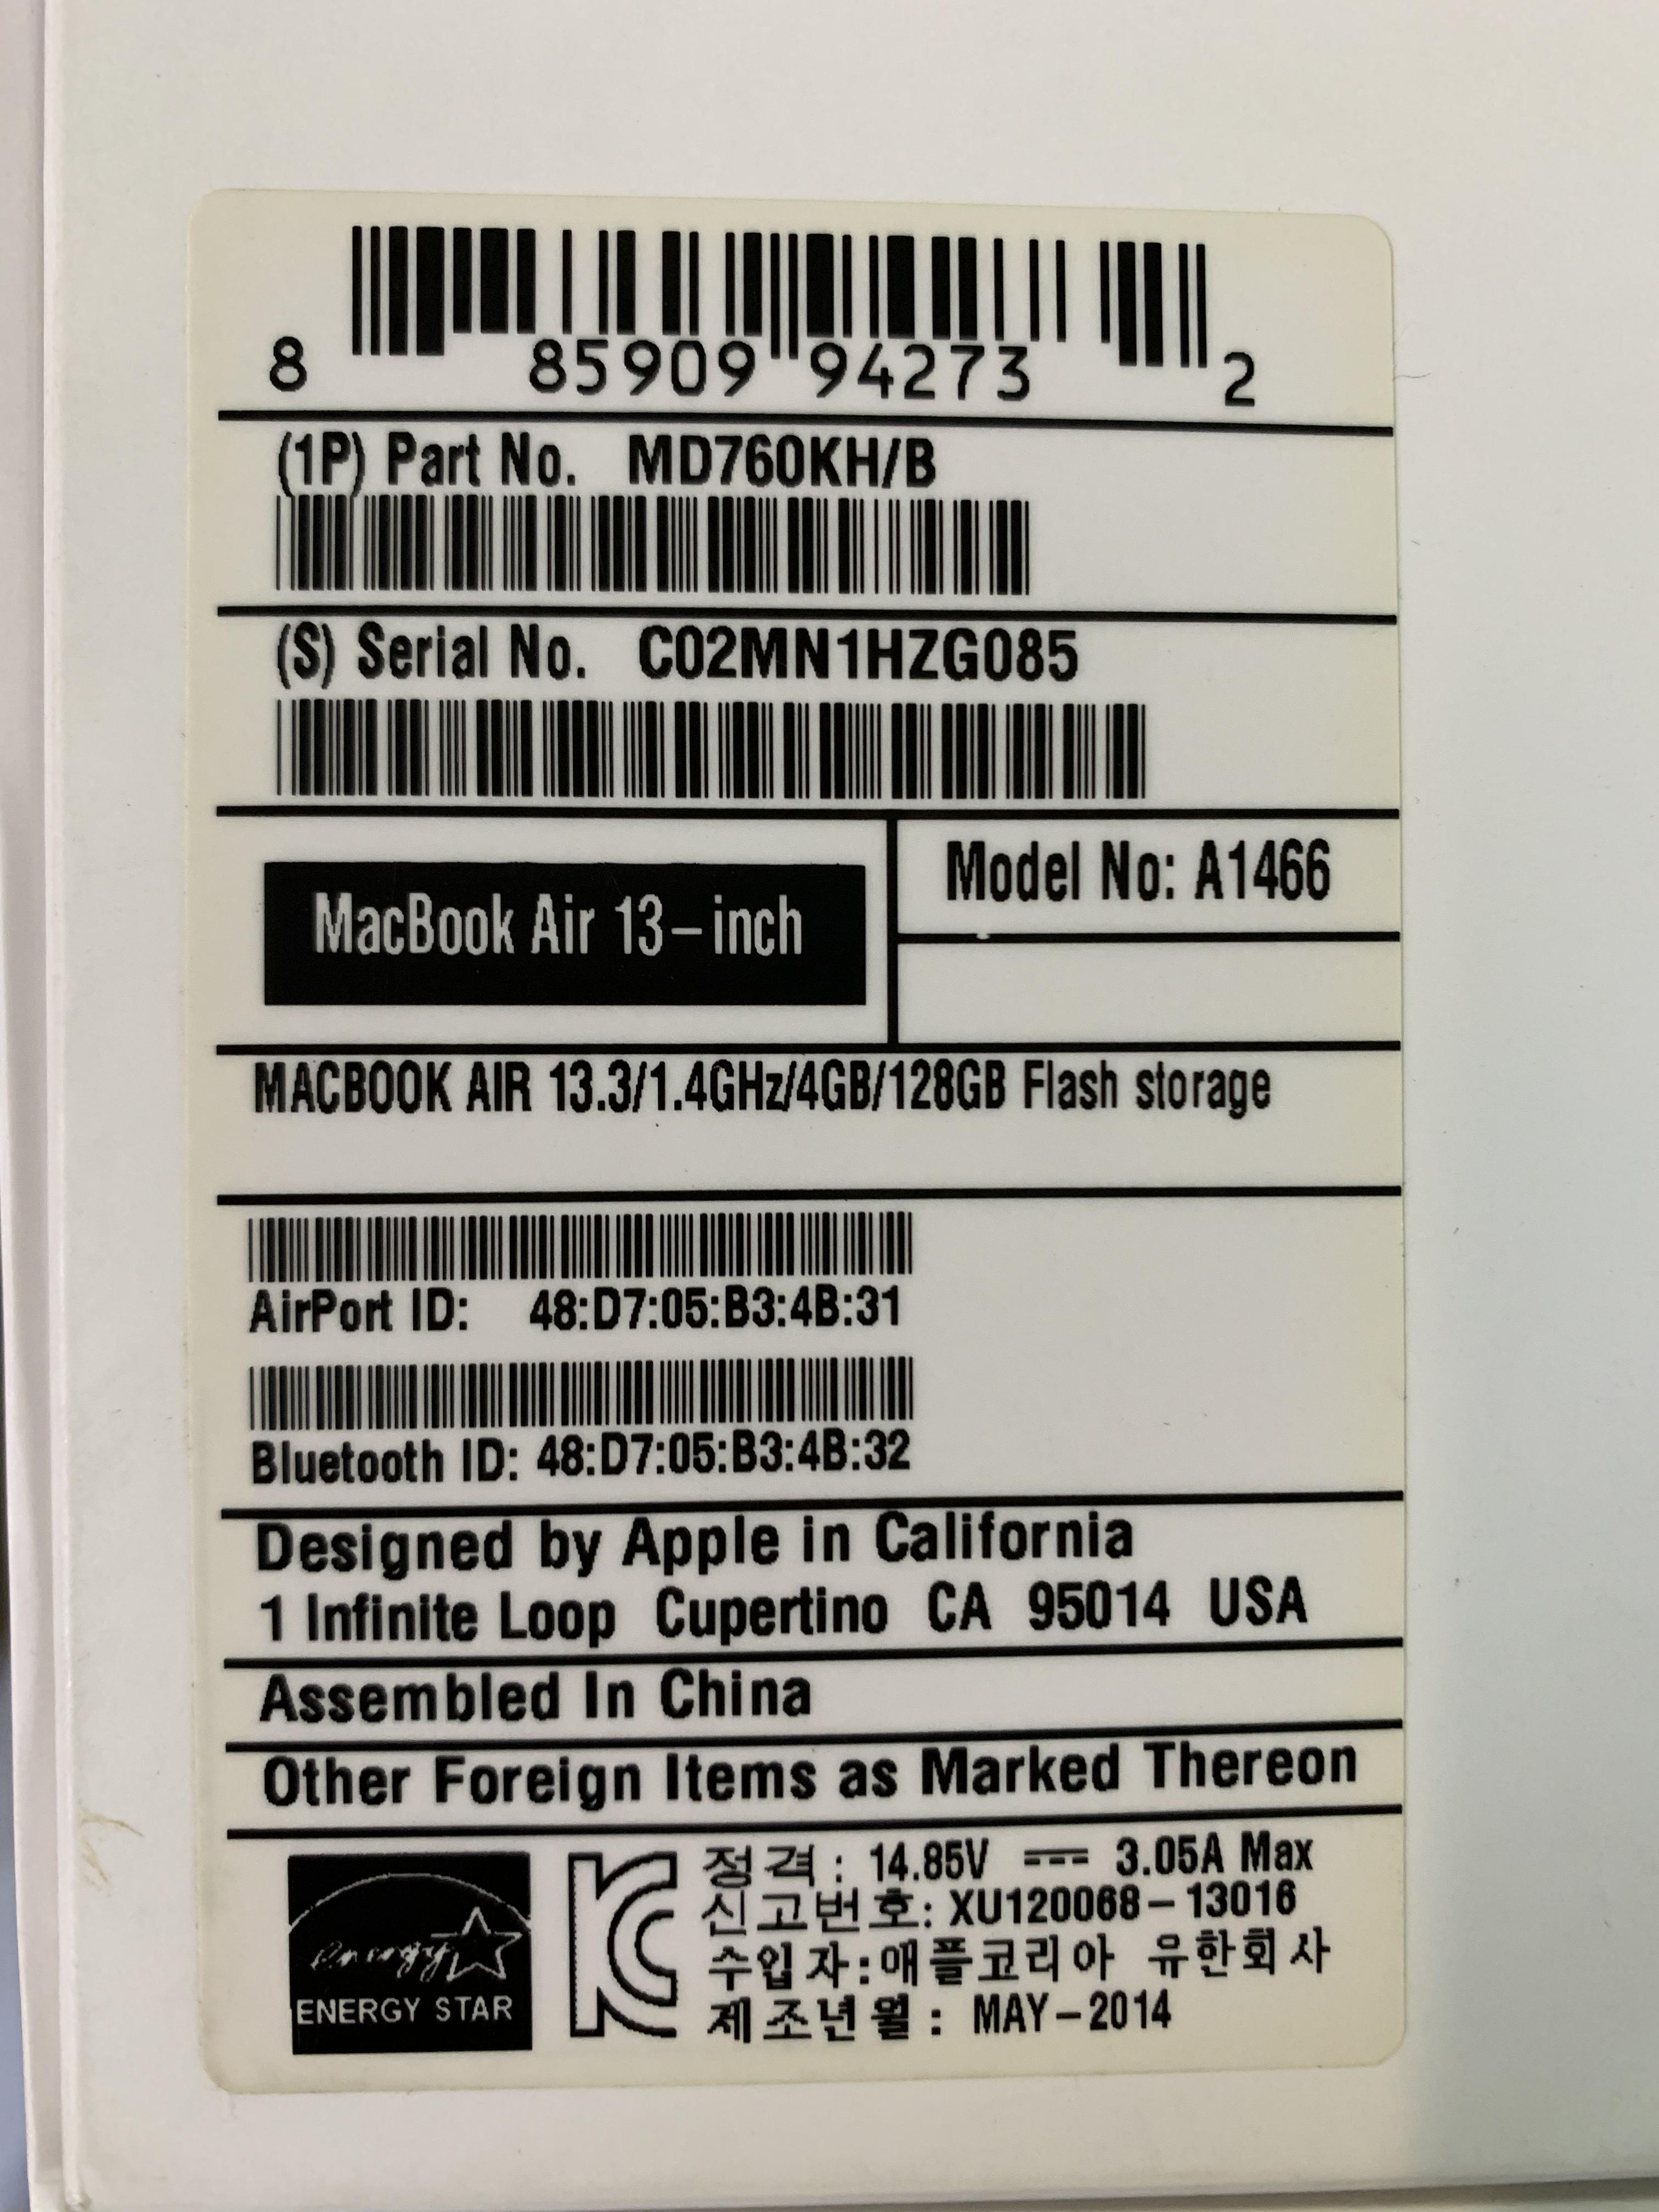 8 85909 94273 2
(1P) Part No. MD760KH/B
(S) Serial No. C02MN1HZG085
MacBook Air 13-inch
Model No: A1466
MACBOOK AIR 13.3/1.4GHz/4GB/128GB Flash storage
AirPort ID: 48:D7:05:B3:4B:31
Bluetooth ID: 48:D7:05:B3:4B:32
Designed by Apple in California
1 Infinite Loop Cupertino CA 95014 USA
Assembled In China
Other Foreign Items as Marked Thereon
energy
ENERGY STAR
정격: 14.85V ⎓ 3.05A Max
신고번호: XU120068-13016
수입자:애플코리아 유한회사
제조년월: MAY-2014